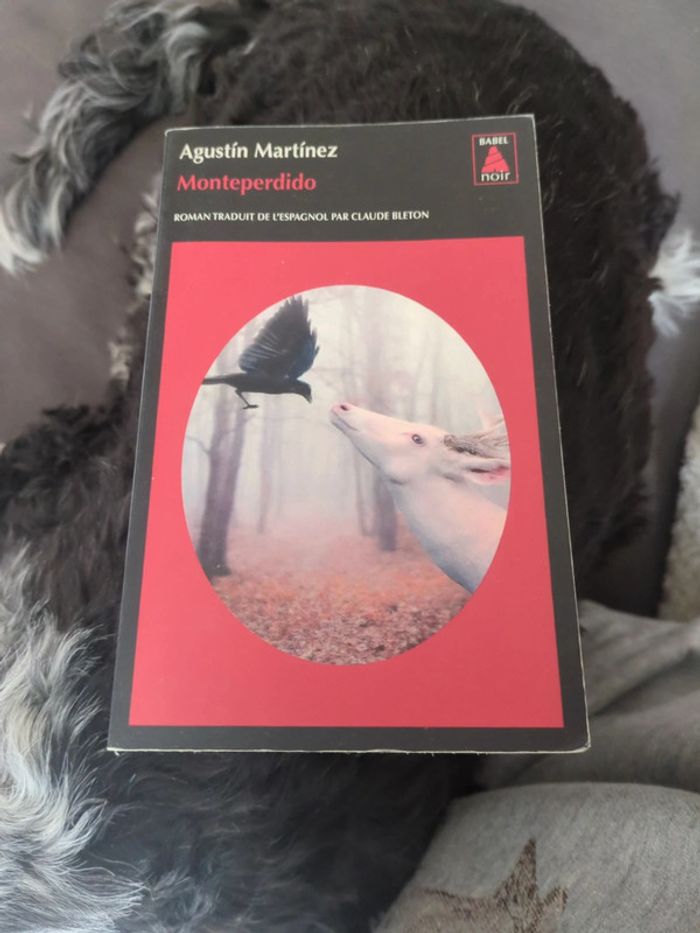 Agustín Martínez
Monteperdido
ROMAN TRADUIT DE L'ESPAGNOL PAR CLAUDE BLETON
BABEL
noir